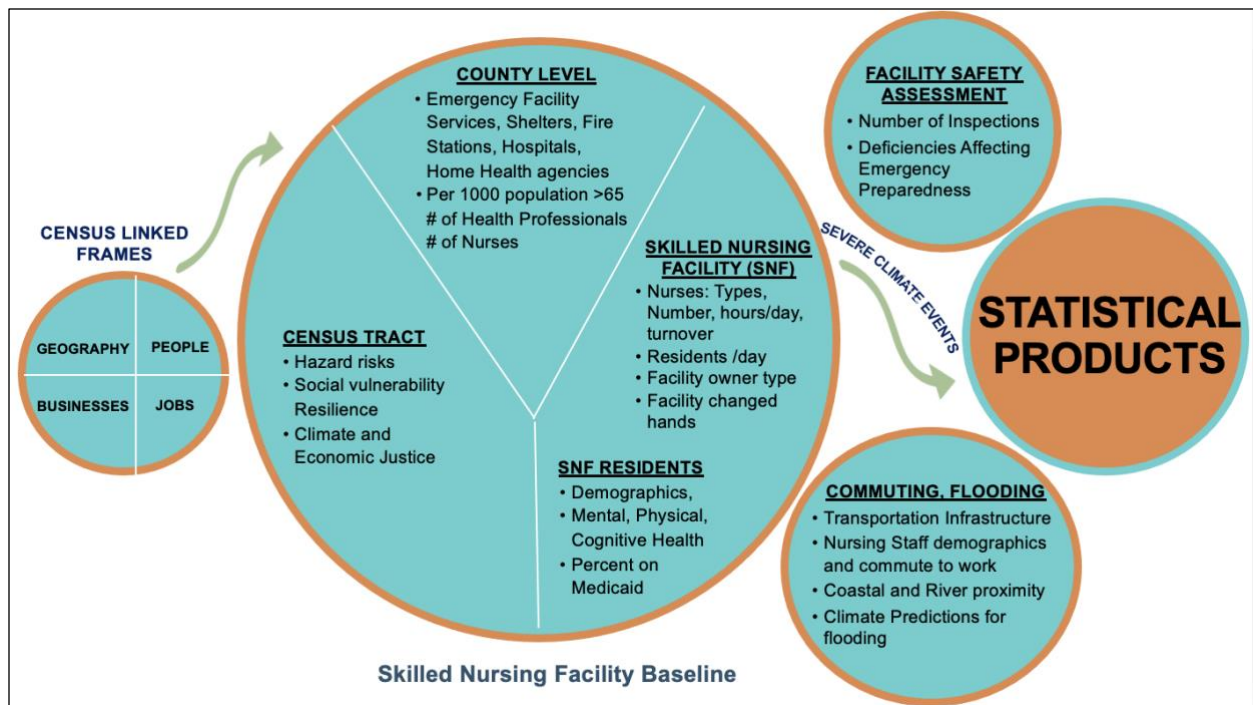 CENSUS LINKED
FRAMES
GEOGRAPHY
PEOPLE
BUSINESSES
JOBS
COUNTY LEVEL
• Emergency Facility
Services, Shelters, Fire
Stations, Hospitals,
Home Health agencies
• Per 1000 population >65
# of Health Professionals
# of Nurses
CENSUS TRACT
• Hazard risks
• Social vulnerability
Resilience
• Climate and
Economic Justice
SKILLED NURSING
FACILITY (SNF)
• Nurses: Types,
Number, hours/day,
turnover
• Residents /day
• Facility owner type
• Facility changed
hands
SNF RESIDENTS
• Demographics,
• Mental, Physical,
Cognitive Health
• Percent on
Medicaid
Skilled Nursing Facility Baseline
SEVERE CLIMATE EVENTS
FACILITY SAFETY
ASSESSMENT
• Number of Inspections
• Deficiencies Affecting
Emergency
Preparedness
STATISTICAL
PRODUCTS
COMMUTING, FLOODING
• Transportation Infrastructure
• Nursing Staff demographics
and commute to work
• Coastal and River proximity
• Climate Predictions for
flooding